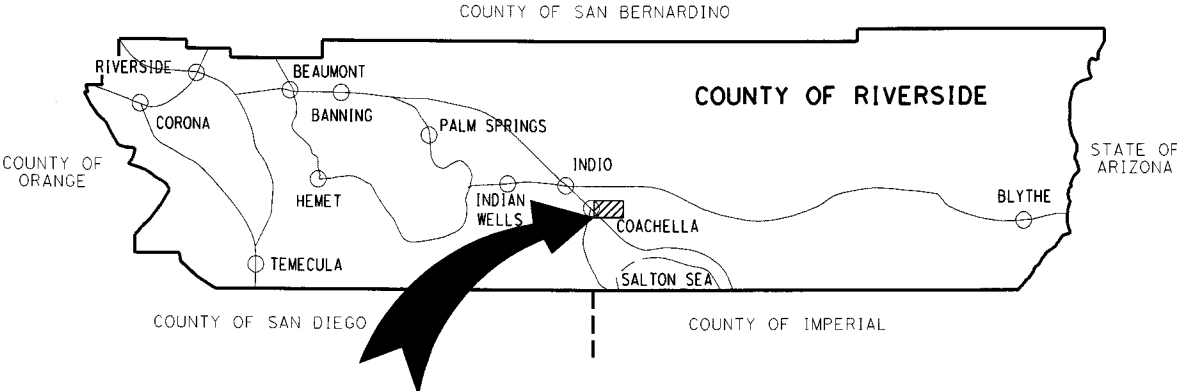 COUNTY OF SAN BERNARDINO
RIVERSIDE
BEAUMONT
COUNTY OF RIVERSIDE
CORONA
BANNING
PALM SPRINGS
COUNTY OF
ORANGE
STATE OF
ARIZONA
INDIO
HEMET
INDIAN
WELLS
BLYTHE
COACHELLA
TEMECULA
SALTON SEA
COUNTY OF SAN DIEGO
COUNTY OF IMPERIAL